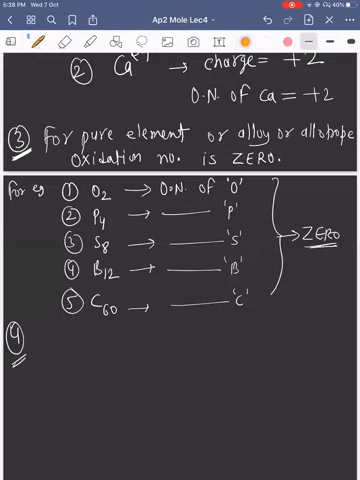 5:28 PM Wed 7 Oct
40%
Ap2 Mole Lec4
② Ca → charge = +2
O.N. of Ca = +2
③ For pure element or alloy or allotrope
Oxidation no. is ZERO.
For eg ① O₂ → O.N. of 'O'
② P₄ → —— 'P'
③ S₈ → —— 'S'
④ B₁₂ → —— 'B'
⑤ C₆₀ → —— 'C'
→ ZERO
④